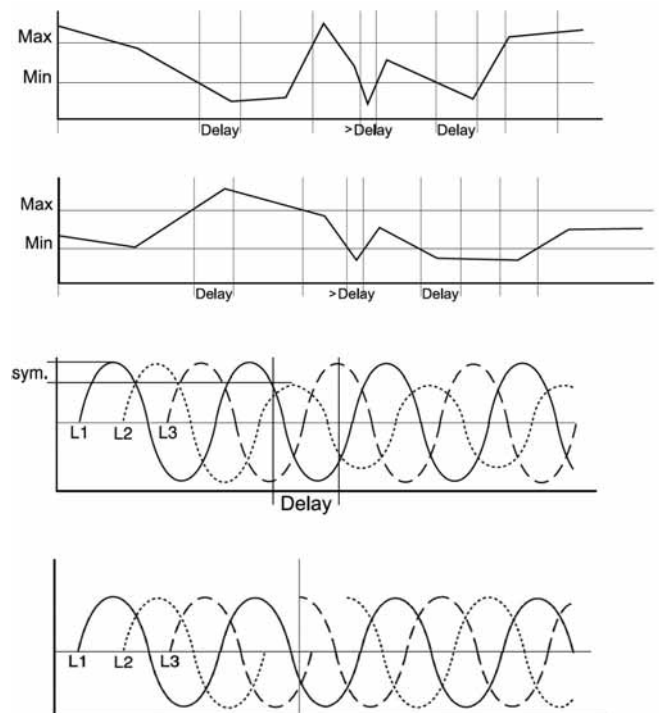 Max
Min
Delay >Delay Delay
Max
Min
Delay >Delay Delay
sym.
L1 L2 L3
Delay
L1 L2 L3